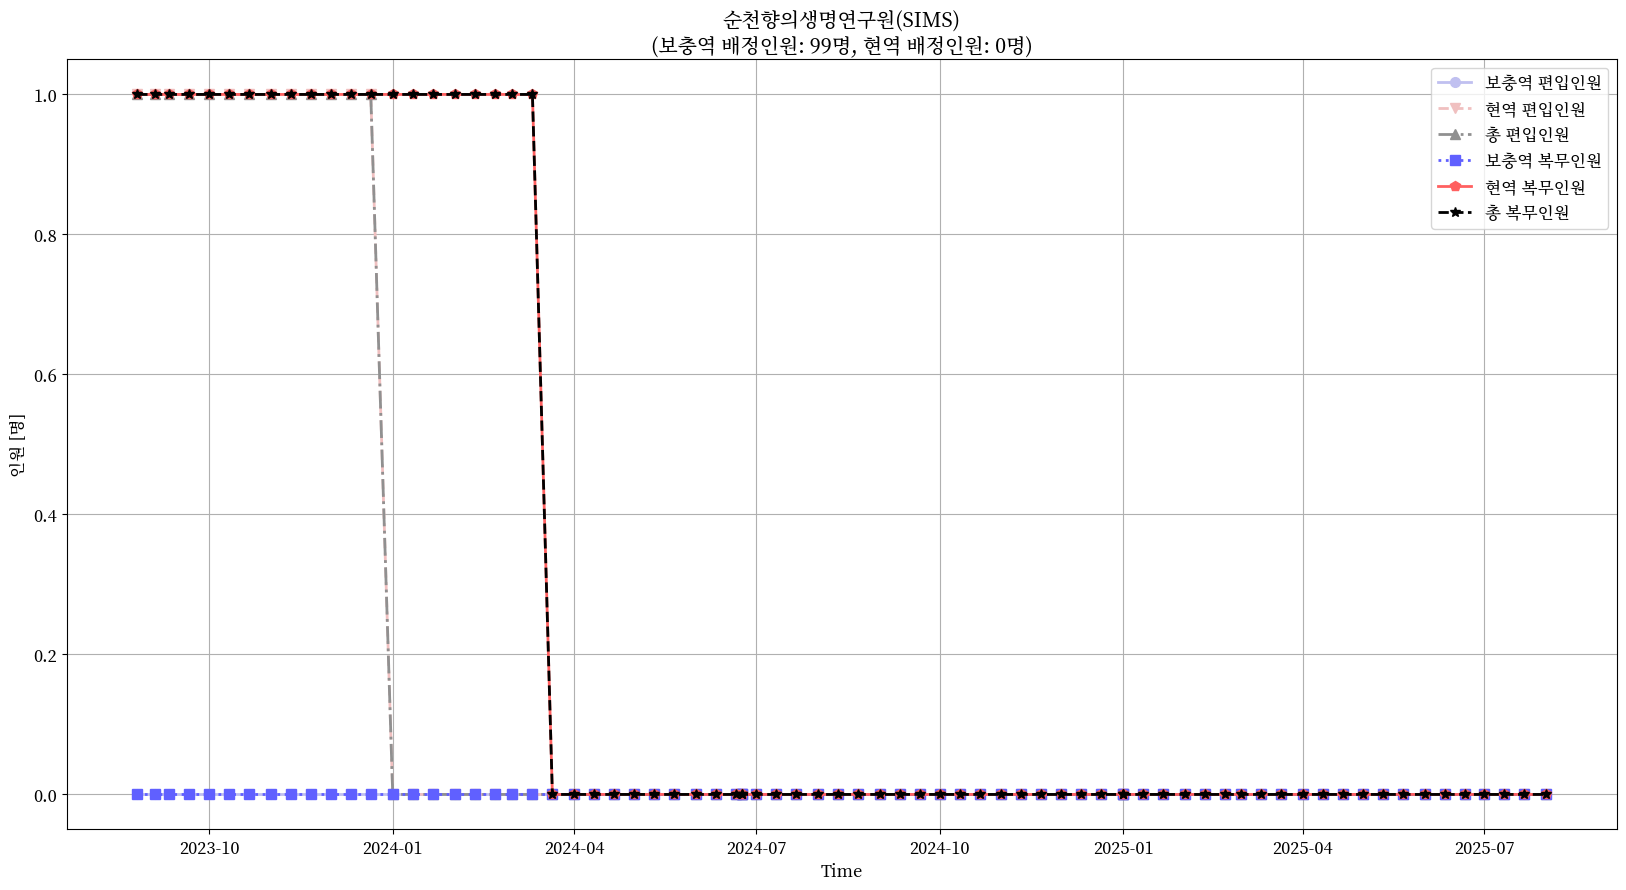 순천향의생명연구원(SIMS)
(보충역 배정인원: 99명, 현역 배정인원: 0명)
보충역 편입인원
현역 편입인원
총 편입인원
보충역 복무인원
현역 복무인원
총 복무인원
1.0
0.8
0.6
0.4
0.2
0.0
인원 [명]
2023-10
2024-01
2024-04
2024-07
2024-10
2025-01
2025-04
2025-07
Time